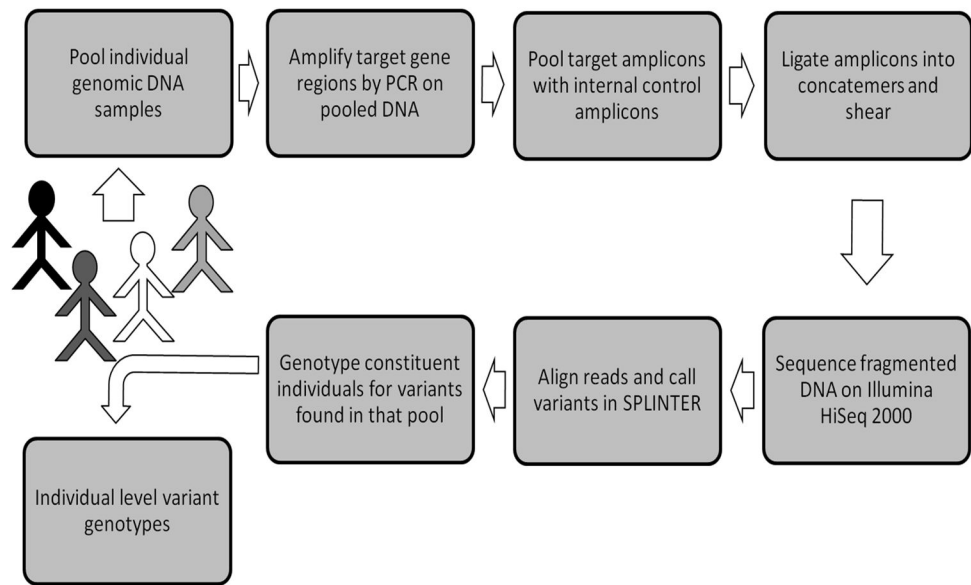 Pool individual
genomic DNA
samples
Amplify target gene
regions by PCR on
pooled DNA
Pool target amplicons
with internal control
amplicons
Ligate amplicons into
concatemers and
shear
Sequence fragmented
DNA on Illumina
HiSeq 2000
Align reads and call
variants in SPLINTER
Genotype constituent
individuals for variants
found in that pool
Individual level variant
genotypes